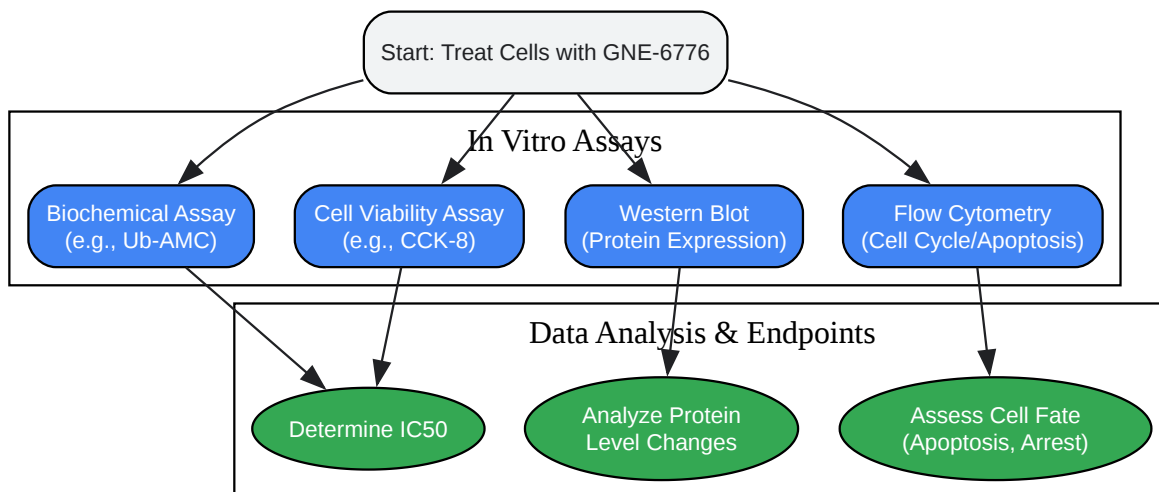 Start: Treat Cells with GNE-6776
In Vitro Assays
Biochemical Assay
(e.g., Ub-AMC)
Cell Viability Assay
(e.g., CCK-8)
Western Blot
(Protein Expression)
Flow Cytometry
(Cell Cycle/Apoptosis)
Data Analysis & Endpoints
Determine IC50
Analyze Protein
Level Changes
Assess Cell Fate
(Apoptosis, Arrest)